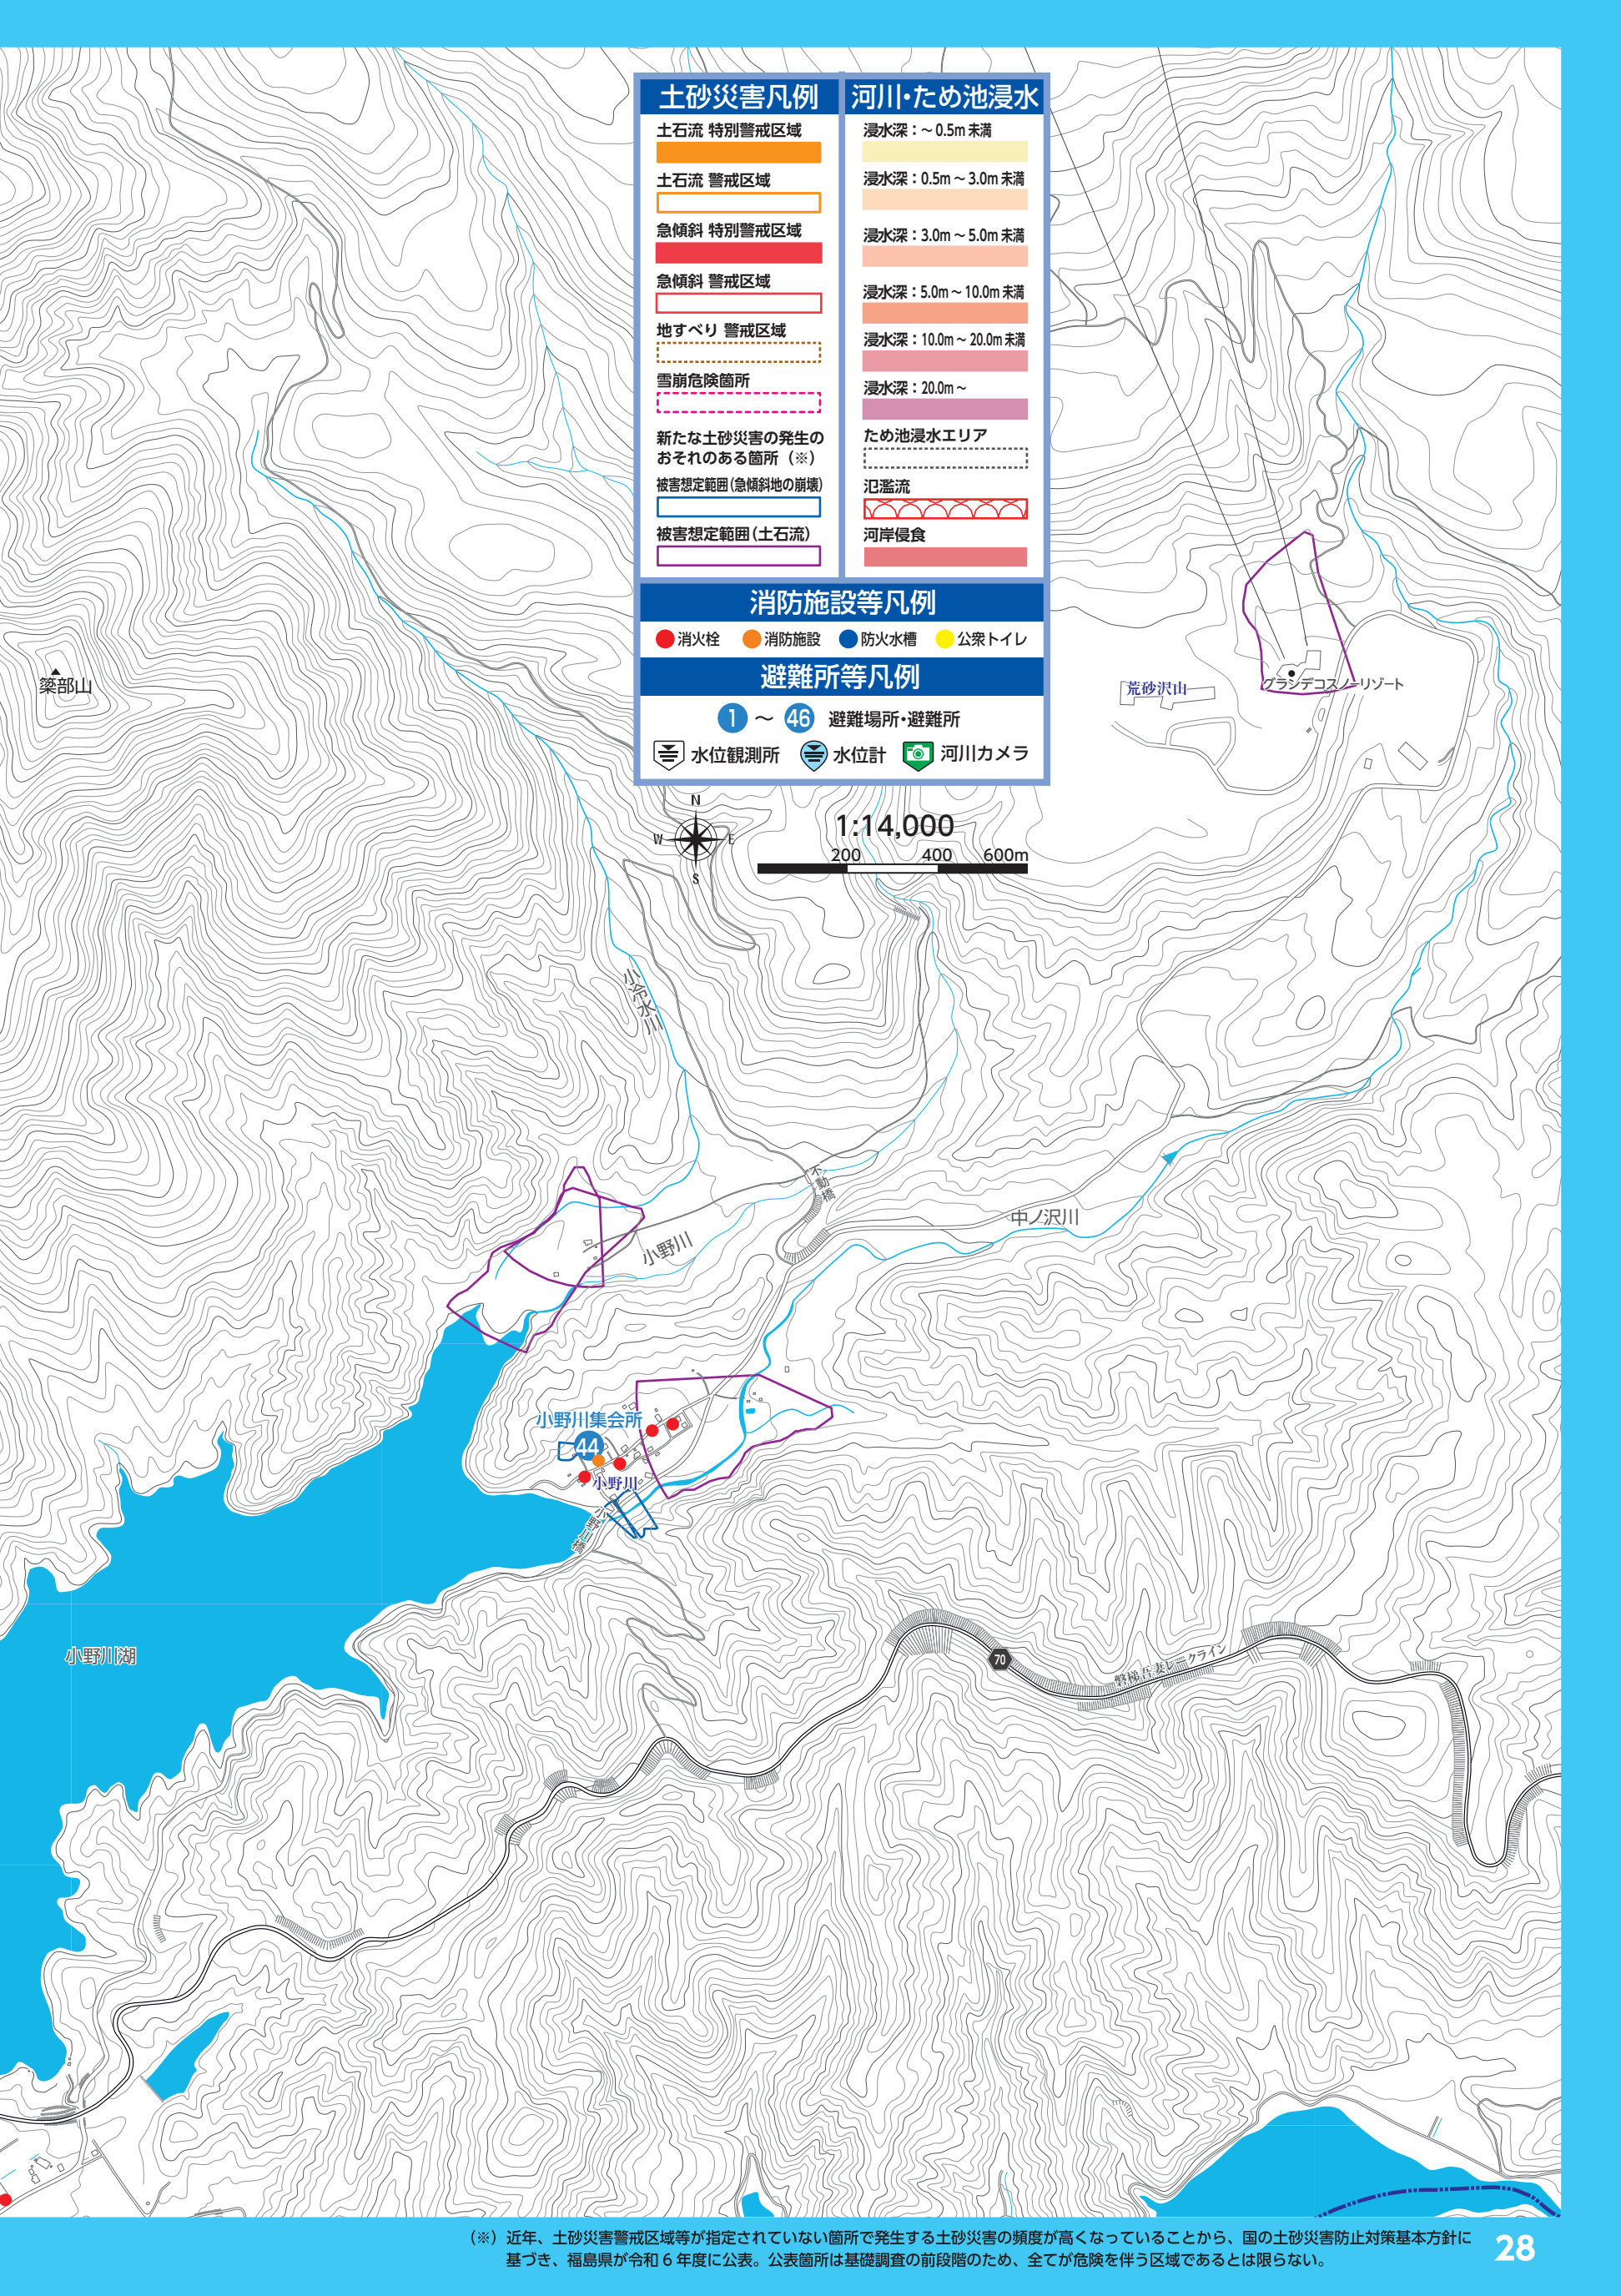 土砂災害凡例
土石流 特別警戒区域
土石流 警戒区域
急傾斜 特別警戒区域
急傾斜 警戒区域
地すべり 警戒区域
雪崩危険箇所
新たな土砂災害の発生の
おそれのある箇所（※）
被害想定範囲（急傾斜地の崩壊）
被害想定範囲（土石流）
河川・ため池浸水
浸水深：～0.5m 未満
浸水深：0.5m～3.0m 未満
浸水深：3.0m～5.0m 未満
浸水深：5.0m～10.0m 未満
浸水深：10.0m～20.0m 未満
浸水深：20.0m～
ため池浸水エリア
氾濫流
河岸侵食
消防施設等凡例
消火栓 消防施設 防火水槽 公衆トイレ
避難所等凡例
1 ～ 46 避難場所・避難所
水位観測所 水位計 河川カメラ
N
W E
S
1:14,000
200 400 600m
簗部山
荒砂沢山
グランデコスノーリゾート
小沢水川
不動橋
中ノ沢川
小野川
小野川集会所
44
小野川
小野川橋
小野川湖
70
磐梯吾妻レークライン
（※）近年、土砂災害警戒区域等が指定されていない箇所で発生する土砂災害の頻度が高くなっていることから、国の土砂災害防止対策基本方針に
基づき、福島県が令和６年度に公表。公表箇所は基礎調査の前段階のため、全てが危険を伴う区域であるとは限らない。
28